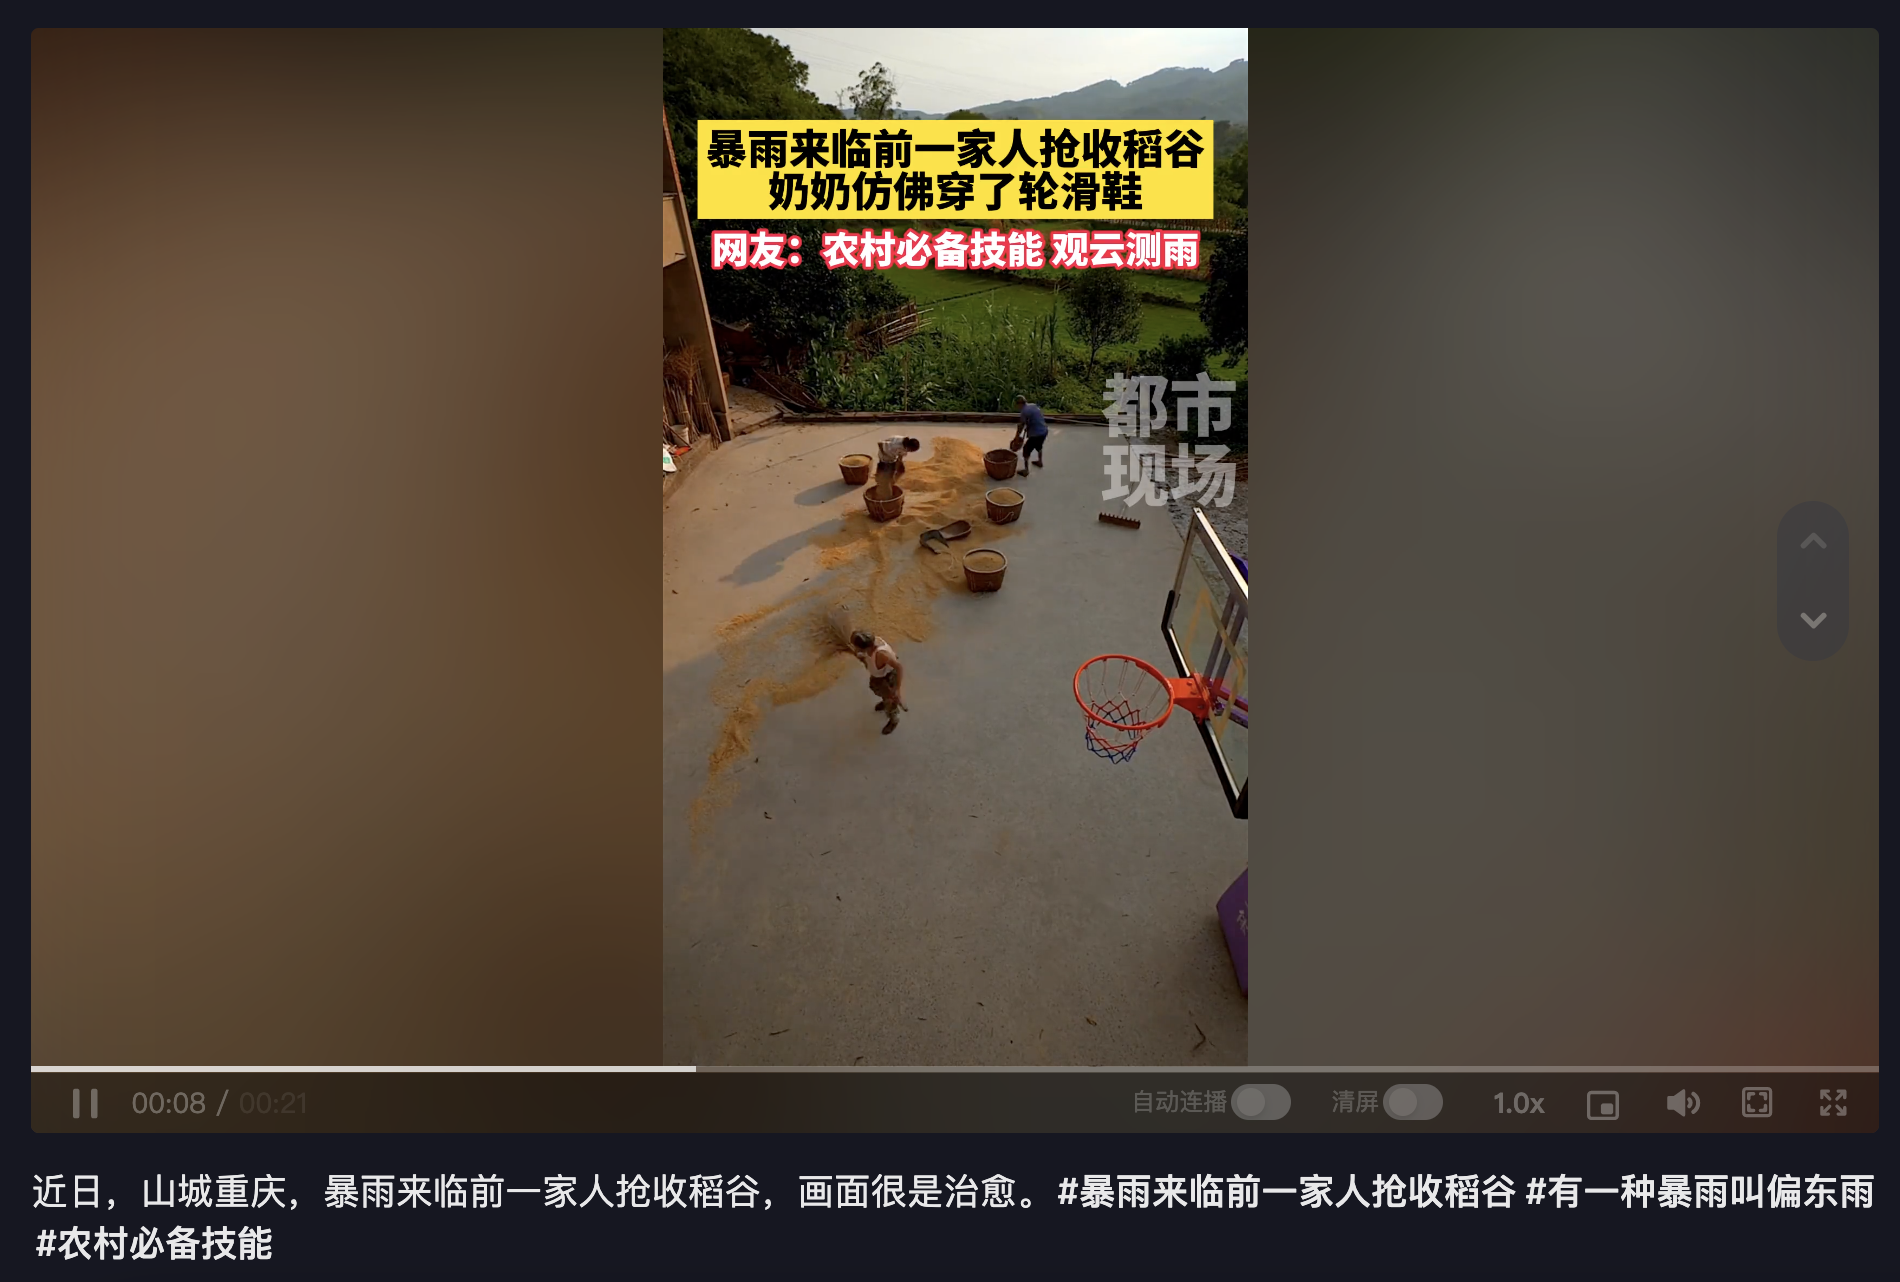 暴雨来临前一家人抢收稻谷
奶奶仿佛穿了轮滑鞋
网友：农村必备技能 观云测雨
都市
现场
00:08 / 00:21
自动连播
清屏
1.0x
近日，山城重庆，暴雨来临前一家人抢收稻谷，画面很是治愈。#暴雨来临前一家人抢收稻谷 #有一种暴雨叫偏东雨
#农村必备技能